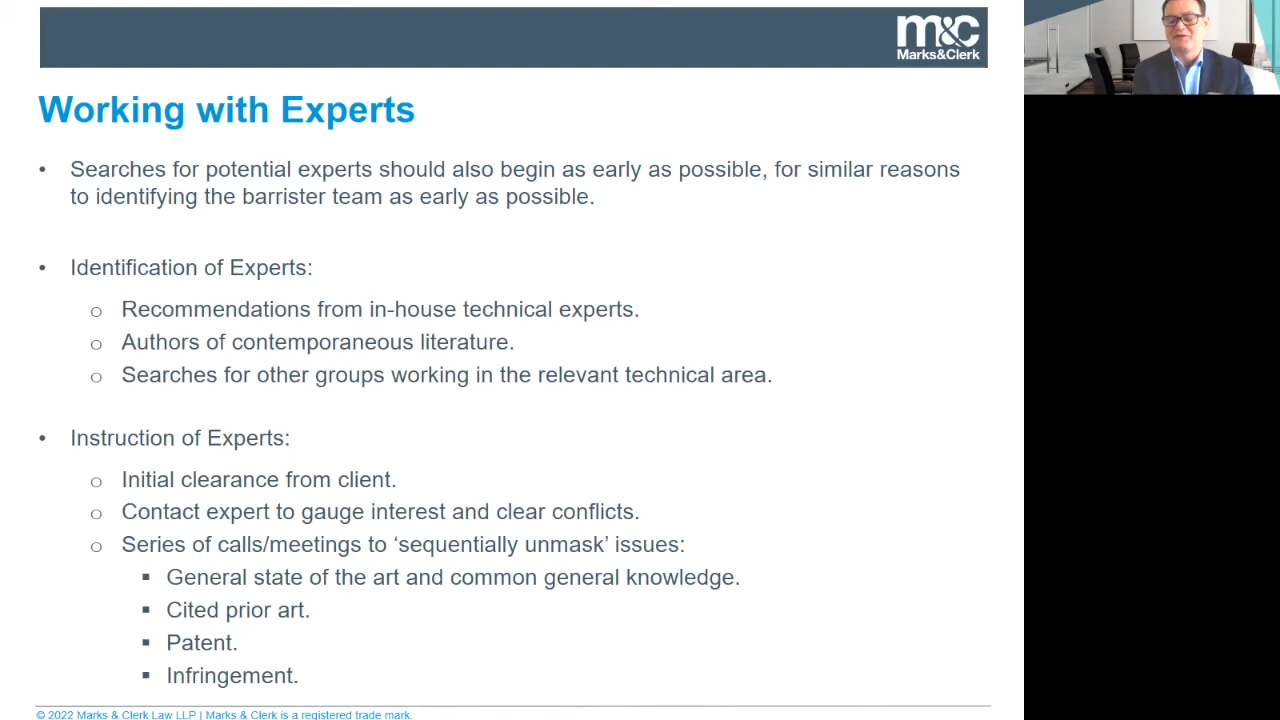 m&c
Marks&Clerk
Working with Experts
• Searches for potential experts should also begin as early as possible, for similar reasons
to identifying the barrister team as early as possible.
• Identification of Experts:
o Recommendations from in-house technical experts.
o Authors of contemporaneous literature.
o Searches for other groups working in the relevant technical area.
• Instruction of Experts:
o Initial clearance from client.
o Contact expert to gauge interest and clear conflicts.
o Series of calls/meetings to ‘sequentially unmask’ issues:
▪ General state of the art and common general knowledge.
▪ Cited prior art.
▪ Patent.
▪ Infringement.
© 2022 Marks & Clerk Law LLP | Marks & Clerk is a registered trade mark.